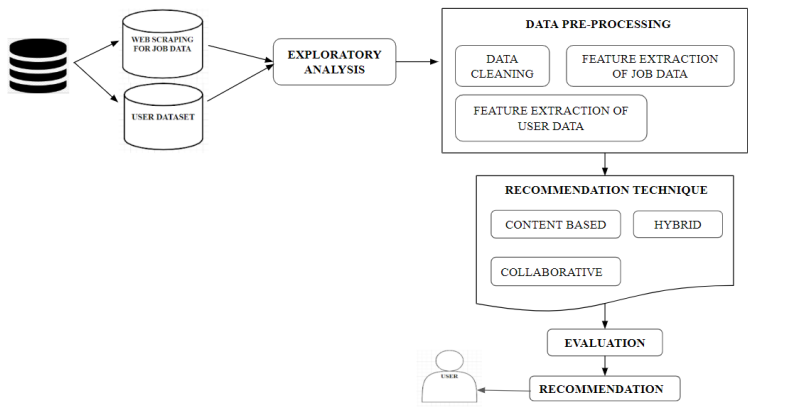 WEB SCRAPING
FOR JOB DATA
USER DATASET
EXPLORATORY
ANALYSIS
DATA PRE-PROCESSING
DATA
CLEANING
FEATURE EXTRACTION
OF JOB DATA
FEATURE EXTRACTION OF
USER DATA
RECOMMENDATION TECHNIQUE
CONTENT BASED
HYBRID
COLLABORATIVE
EVALUATION
RECOMMENDATION
USER